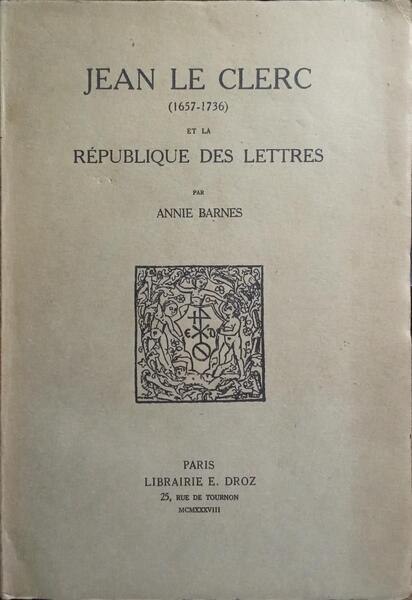 JEAN LE CLERC
(1657-1736)
ET LA
RÉPUBLIQUE DES LETTRES
PAR
ANNIE BARNES
E D
PARIS
LIBRAIRIE E. DROZ
25, RUE DE TOURNON
MCMXXXVIII